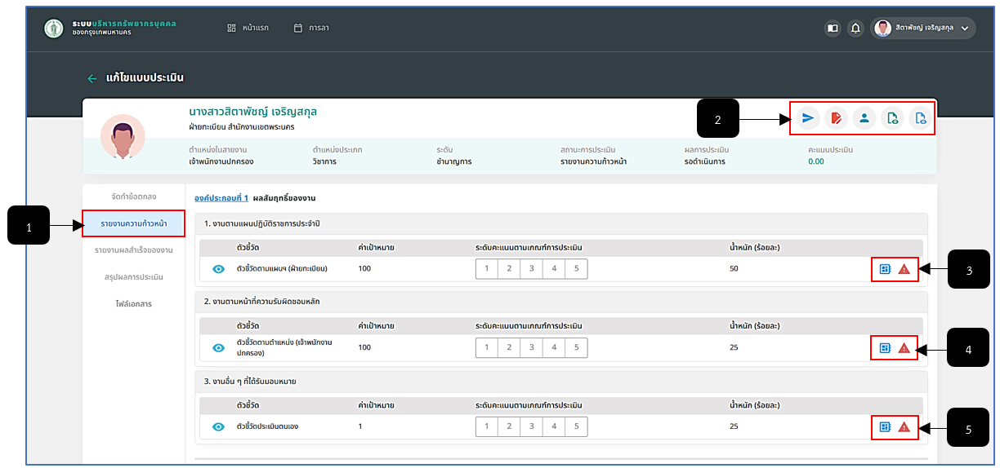 ระบบบริหารทรัพยากรบุคคล
ของกรุงเทพมหานคร
หน้าแรก
การลา
สิตาพัชญ์ เจริญสกุล
แก้ไขแบบประเมิน
นางสาวสิตาพัชญ์ เจริญสกุล
ฝ่ายทะเบียน สำนักงานเขตพระนคร
2
ตำแหน่งในสายงาน ตำแหน่งประเภท ระดับ สถานะการประเมิน ผลการประเมิน คะแนนประเมิน
เจ้าพนักงานปกครอง วิชาการ ชำนาญการ รายงานความก้าวหน้า รอดำเนินการ 0.00
จัดทำข้อตกลง
รายงานความก้าวหน้า
รายงานผลสำเร็จของงาน
สรุปผลการประเมิน
ไฟล์เอกสาร
1
องค์ประกอบที่ 1 ผลสัมฤทธิ์ของงาน
1. งานตามแผนปฏิบัติราชการประจำปี
ตัวชี้วัด ค่าเป้าหมาย ระดับคะแนนตามเกณฑ์การประเมิน น้ำหนัก (ร้อยละ)
ตัวชี้วัดตามแผนฯ (ฝ่ายทะเบียน) 100 1 2 3 4 5 50
3
2. งานตามหน้าที่ความรับผิดชอบหลัก
ตัวชี้วัด ค่าเป้าหมาย ระดับคะแนนตามเกณฑ์การประเมิน น้ำหนัก (ร้อยละ)
ตัวชี้วัดตามตำแหน่ง (เจ้าพนักงาน
ปกครอง) 100 1 2 3 4 5 25
4
3. งานอื่น ๆ ที่ได้รับมอบหมาย
ตัวชี้วัด ค่าเป้าหมาย ระดับคะแนนตามเกณฑ์การประเมิน น้ำหนัก (ร้อยละ)
ตัวชี้วัดประเมินตนเอง 1 1 2 3 4 5 25
5